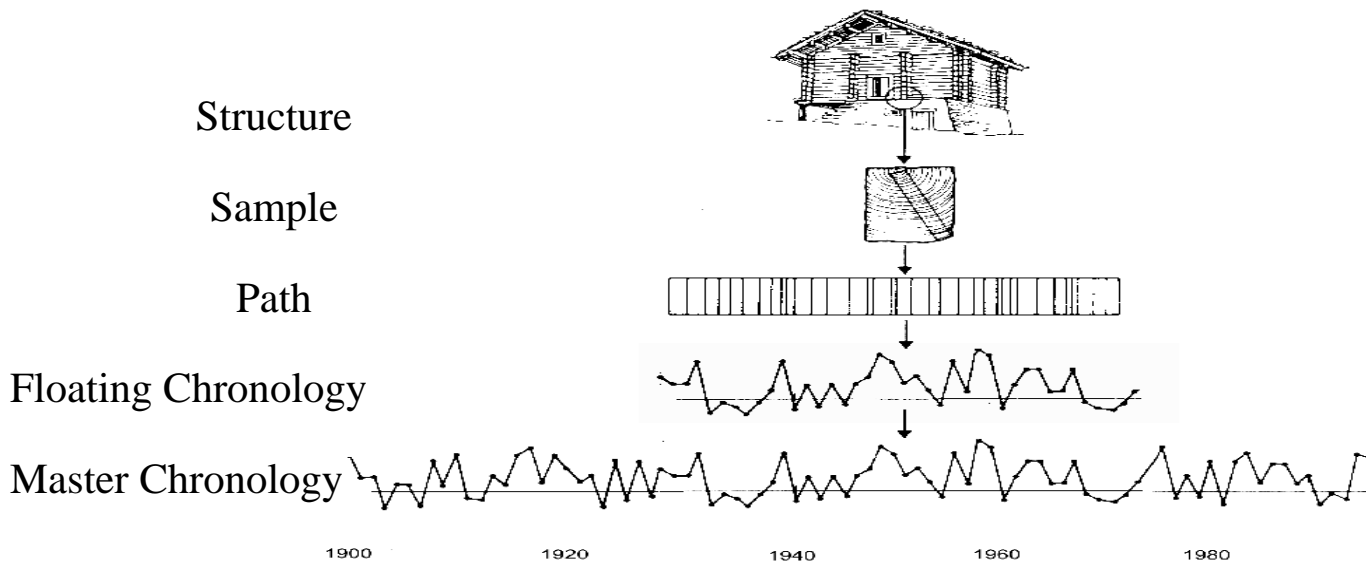 Structure
Sample
Path
Floating Chronology
Master Chronology
1900 1920 1940 1960 1980